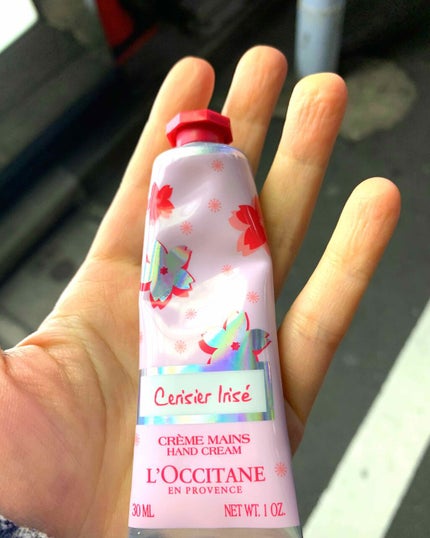 Cerisier Irisé
CRÈME MAINS
HAND CREAM
L'OCCITANE
EN PROVENCE
30 ML NET WT. 1 OZ.